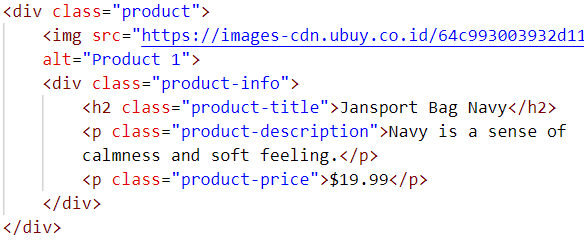 <div class="product">
<img src="https://images-cdn.ubuy.co.id/64c993003932d11
alt="Product 1">
<div class="product-info">
<h2 class="product-title">Jansport Bag Navy</h2>
<p class="product-description">Navy is a sense of
calmness and soft feeling.</p>
<p class="product-price">$19.99</p>
</div>
</div>